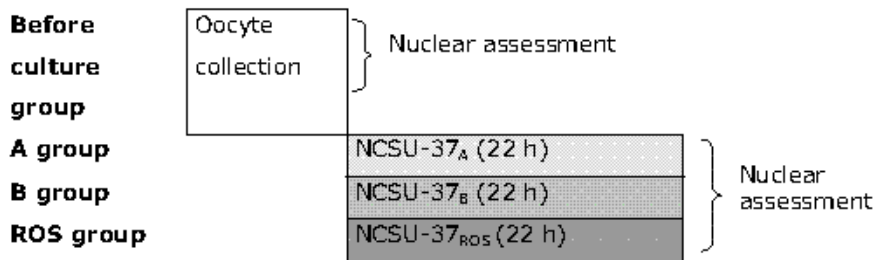 Before Oocyte
culture collection
group
Nuclear assessment
A group NCSU-37A (22 h)
B group NCSU-37B (22 h)
ROS group NCSU-37ROS (22 h)
Nuclear
assessment